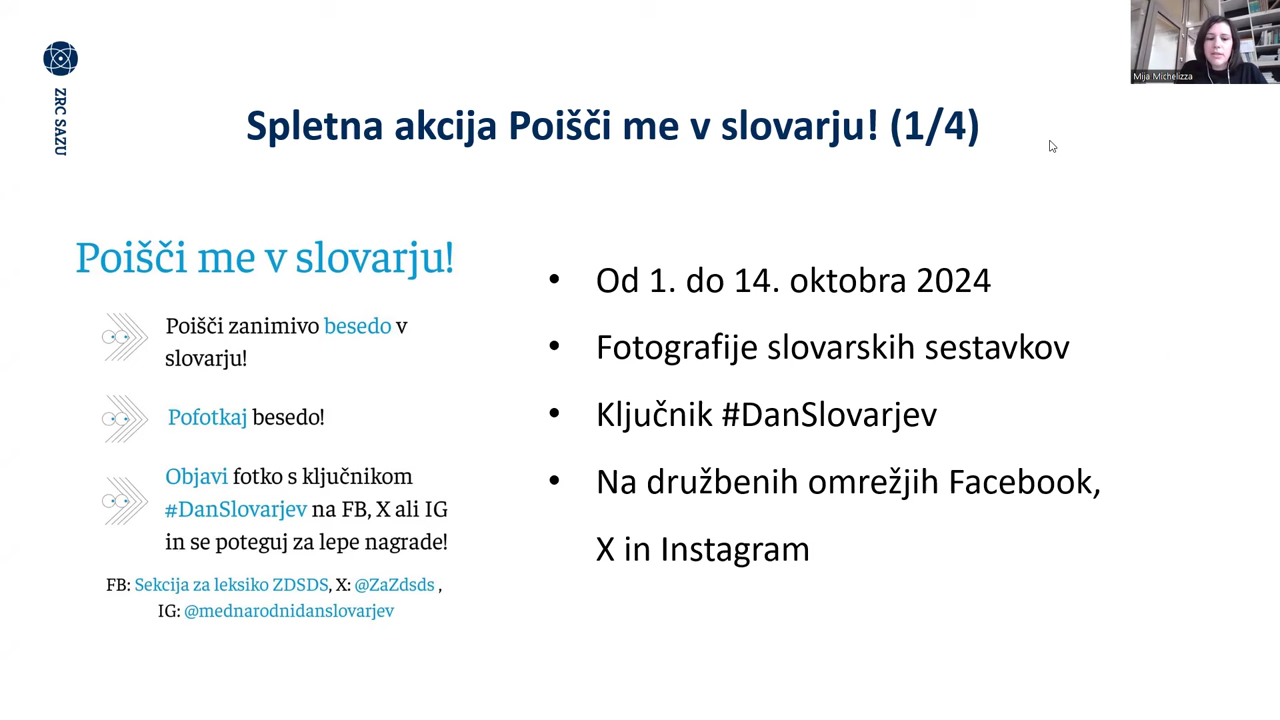 ZRC SAZU
Mija Michelizza
Spletna akcija Poišči me v slovarju! (1/4)
Poišči me v slovarju!
Poišči zanimivo besedo v
slovarju!
Pofotkaj besedo!
Objavi fotko s ključnikom
#DanSlovarjev na FB, X ali IG
in se poteguj za lepe nagrade!
FB: Sekcija za leksiko ZDSDS, X: @ZaZdsds ,
IG: @mednarodnidanslovarjev
• Od 1. do 14. oktobra 2024
• Fotografije slovarskih sestavkov
• Ključnik #DanSlovarjev
• Na družbenih omrežjih Facebook,
X in Instagram